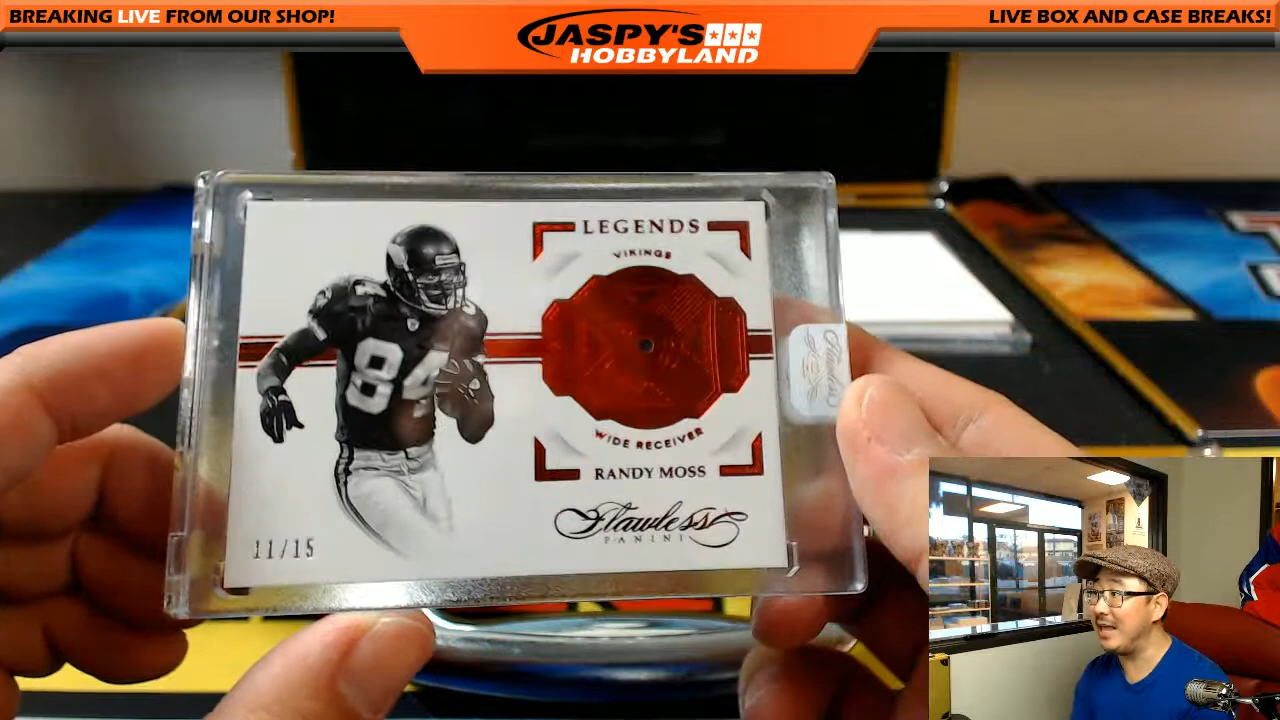 BREAKING LIVE FROM OUR SHOP!
JASPY'S
HOBBYLAND
LIVE BOX AND CASE BREAKS!
LEGENDS
VIKINGS
84
WIDE RECEIVER
RANDY MOSS
Flawless
PANINI
11/15
Flawless